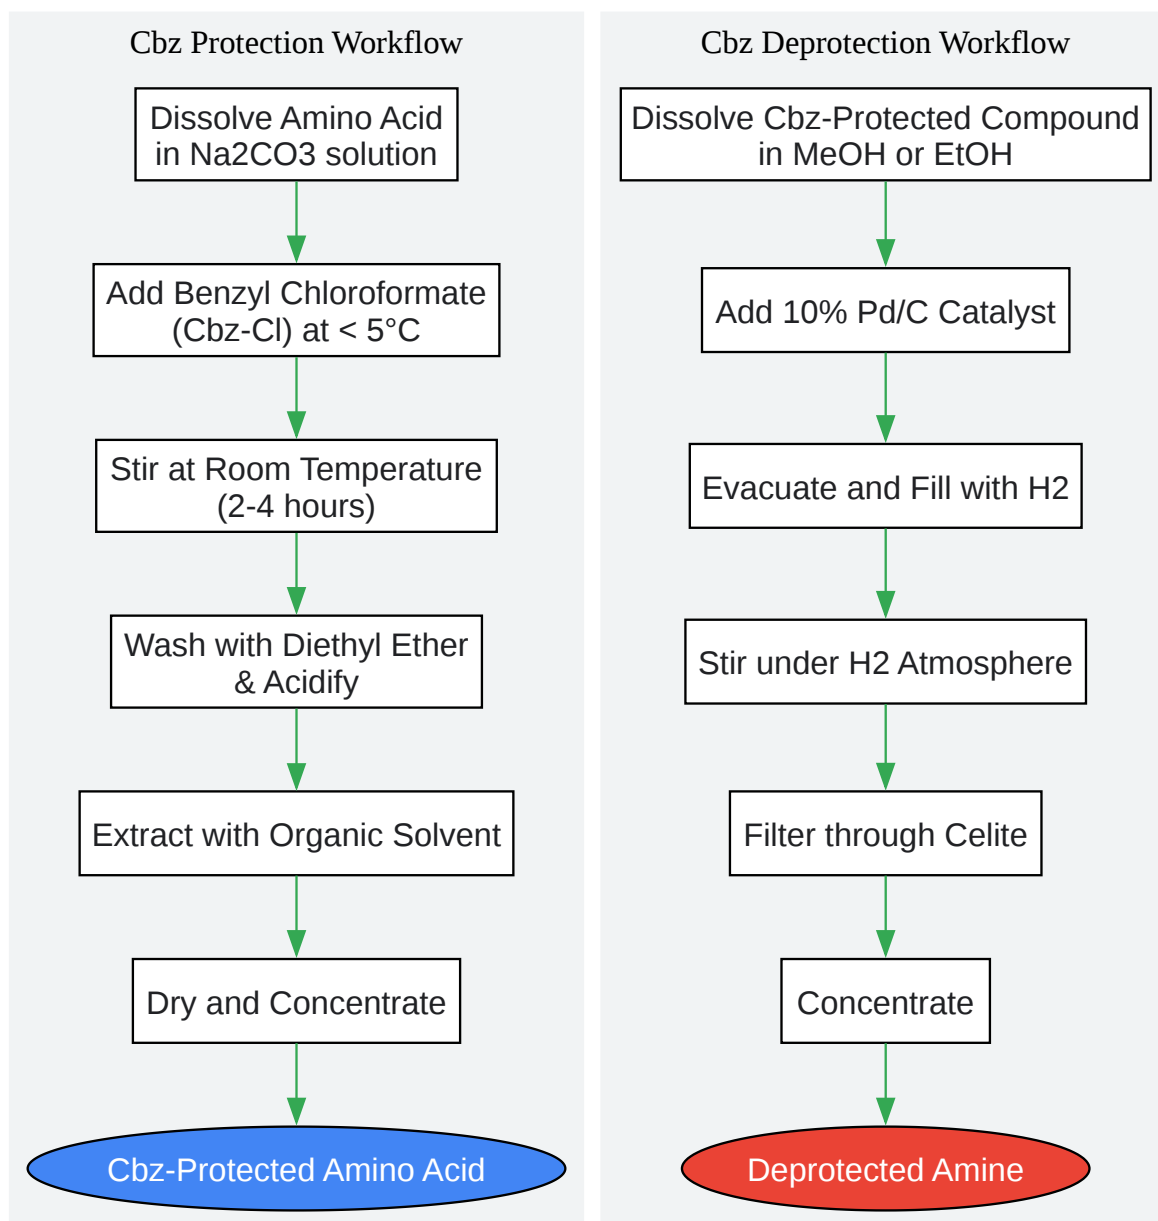 Cbz Protection Workflow
Dissolve Amino Acid
in Na2CO3 solution
Add Benzyl Chloroformate
(Cbz-Cl) at < 5°C
Stir at Room Temperature
(2-4 hours)
Wash with Diethyl Ether
& Acidify
Extract with Organic Solvent
Dry and Concentrate
Cbz-Protected Amino Acid
Cbz Deprotection Workflow
Dissolve Cbz-Protected Compound
in MeOH or EtOH
Add 10% Pd/C Catalyst
Evacuate and Fill with H2
Stir under H2 Atmosphere
Filter through Celite
Concentrate
Deprotected Amine